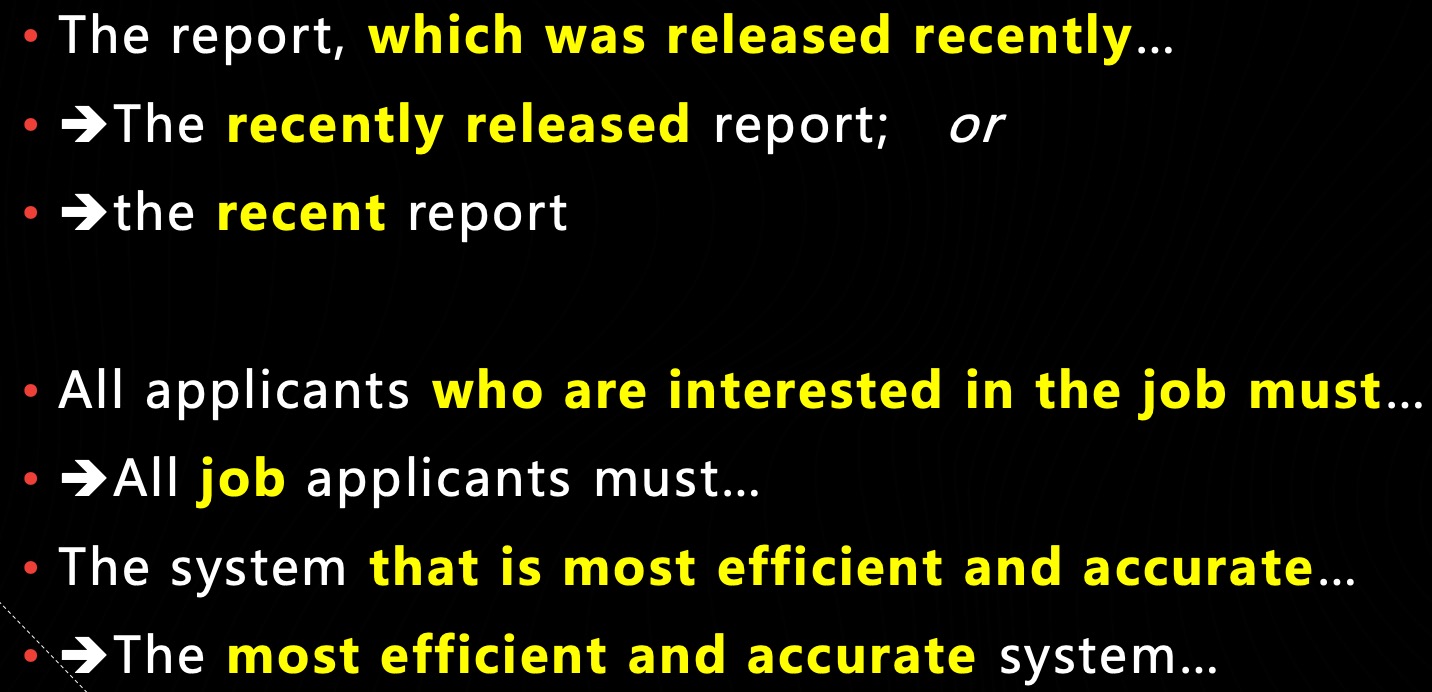 • The report, which was released recently…
• ➔The recently released report; or
• ➔the recent report
• All applicants who are interested in the job must…
• ➔All job applicants must…
• The system that is most efficient and accurate…
• ➔The most efficient and accurate system…